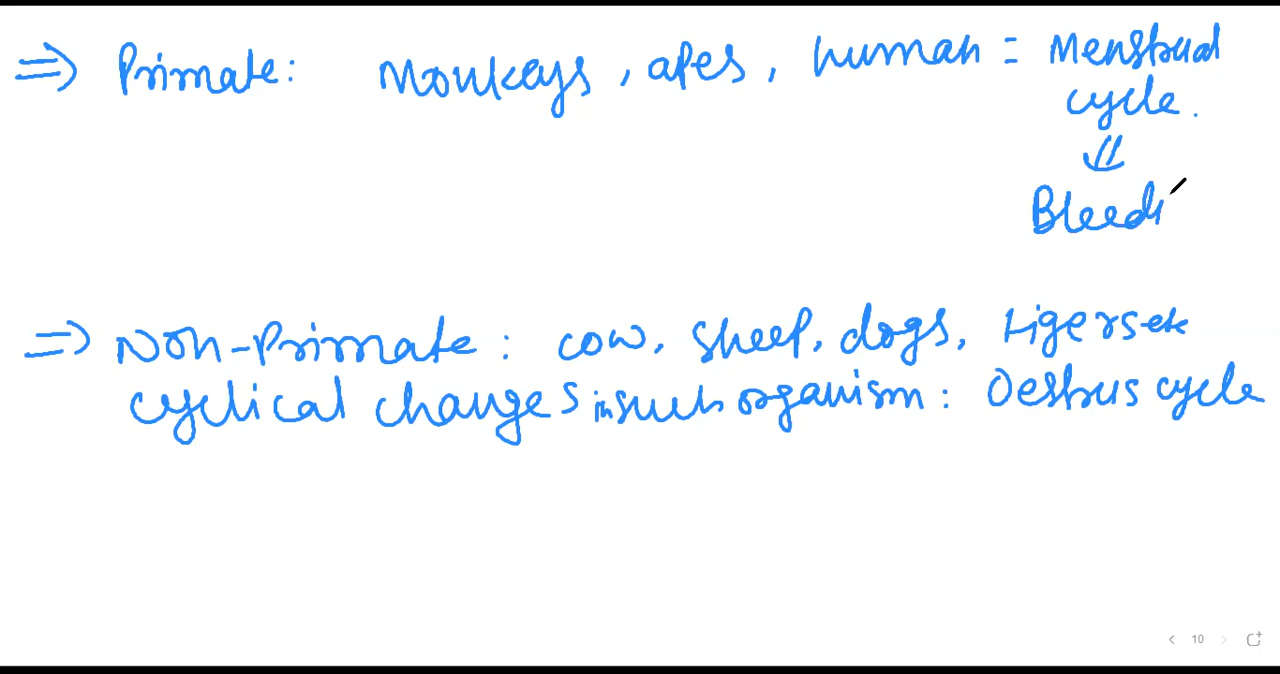 ⇒ Primate: Monkeys, apes, human = Menstrual
cycle.
⇓
Bleedi
⇒ Non-Primate: cow, sheep, dogs, tigers etc
cyclical changes in such organism: Oestrus cycle
< 10 >